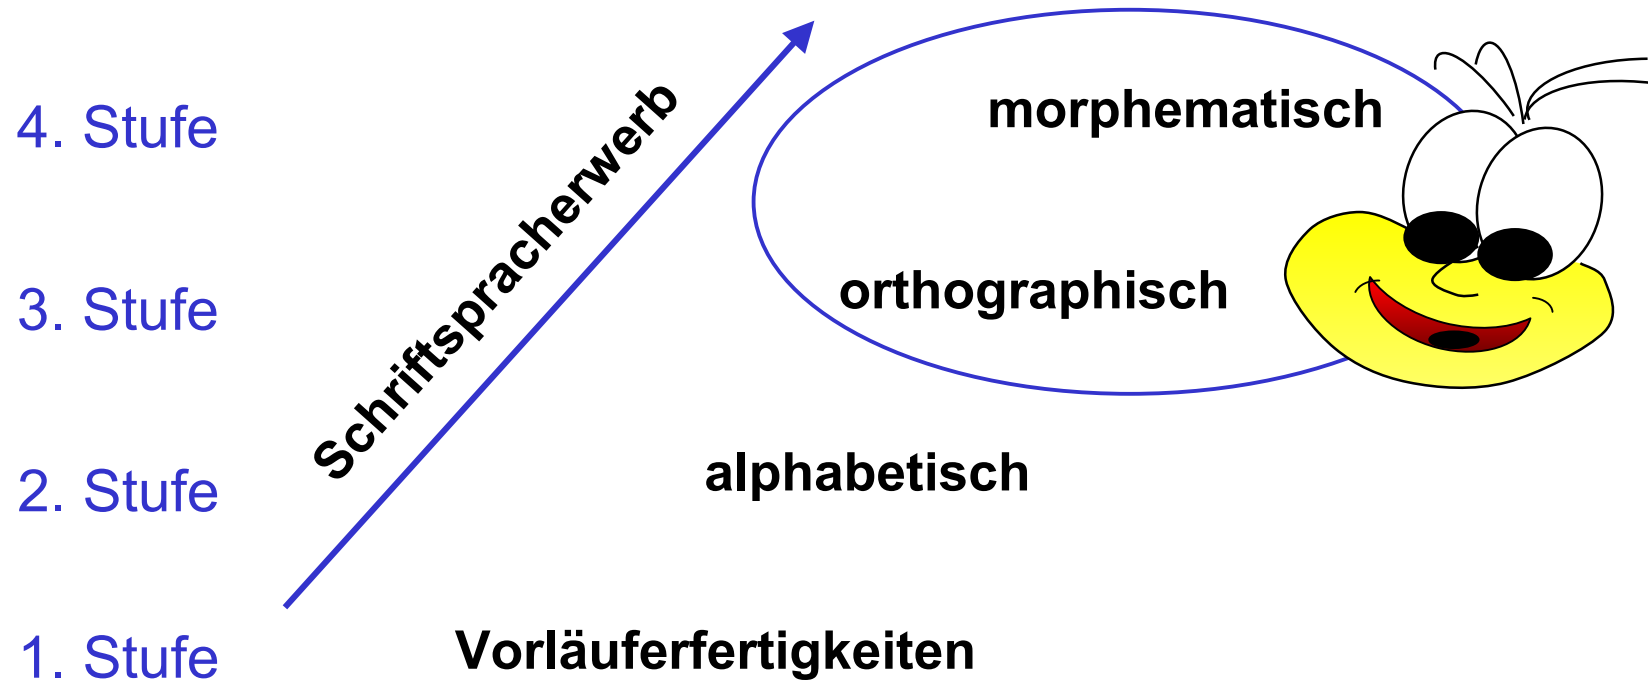 4. Stufe
morphematisch
Schriftspracherwerb
3. Stufe
orthographisch
2. Stufe
alphabetisch
1. Stufe
Vorläuferfertigkeiten